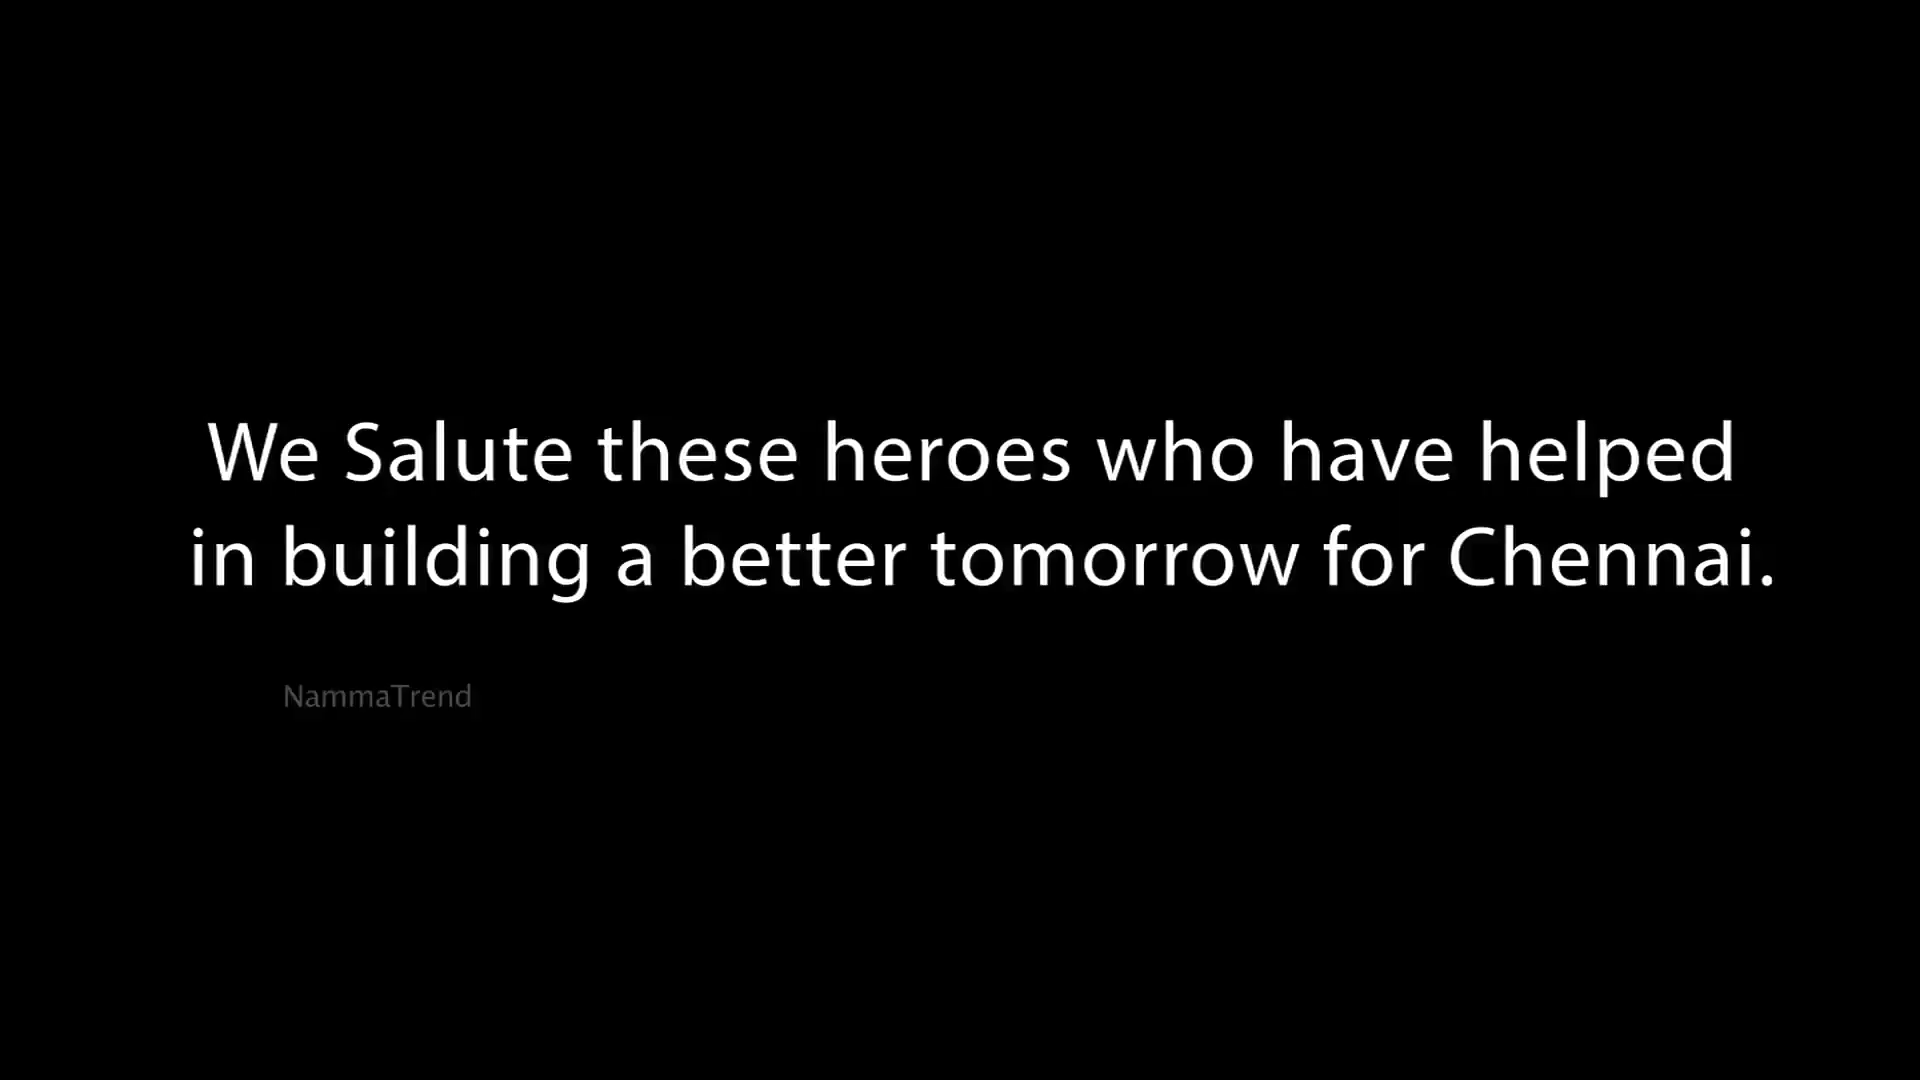 We Salute these heroes who have helped
in building a better tomorrow for Chennai.
NammaTrend